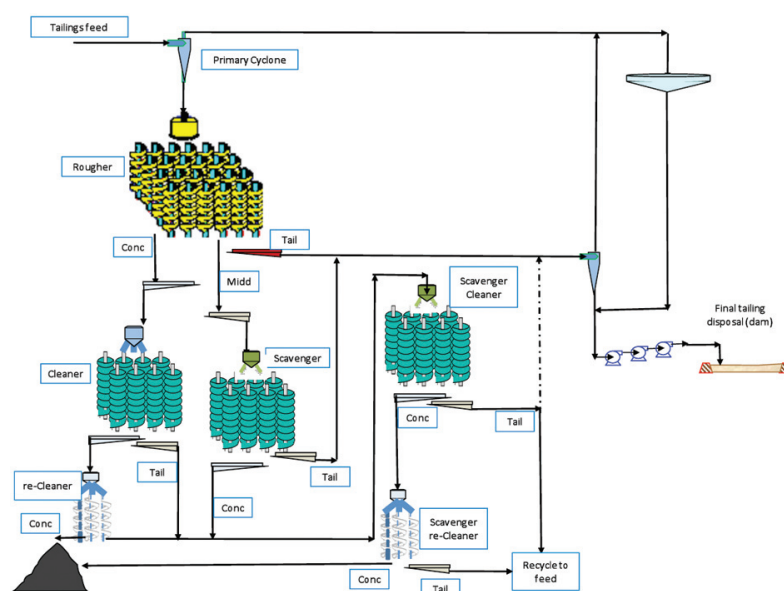 Tailings feed
Primary Cyclone
Rougher
Conc
Tail
Midd
Scavenger
Cleaner
Final tailing
disposal (dam)
Cleaner
Scavenger
Conc
Tail
Tail
Tail
re-Cleaner
Conc
Conc
Scavenger
re-Cleaner
Recycle to
feed
Conc
Tail